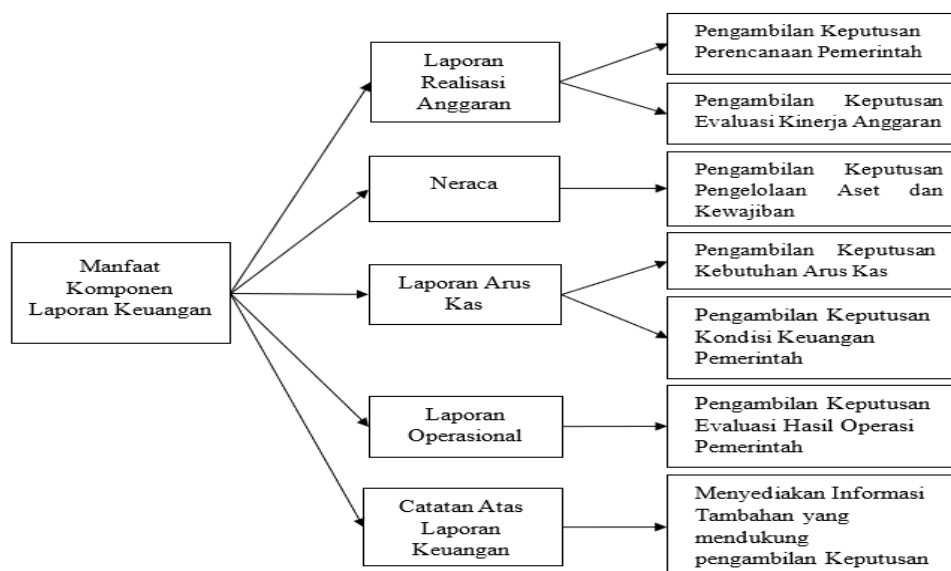 Manfaat
Komponen
Laporan Keuangan
Laporan
Realisasi
Anggaran
Pengambilan Keputusan
Perencanaan Pemerintah
Pengambilan Keputusan
Evaluasi Kinerja Anggaran
Neraca
Pengambilan Keputusan
Pengelolaan Aset dan
Kewajiban
Laporan Arus
Kas
Pengambilan Keputusan
Kebutuhan Arus Kas
Pengambilan Keputusan
Kondisi Keuangan
Pemerintah
Laporan
Operasional
Pengambilan Keputusan
Evaluasi Hasil Operasi
Pemerintah
Catatan Atas
Laporan
Keuangan
Menyediakan Informasi
Tambahan yang
mendukung
pengambilan Keputusan